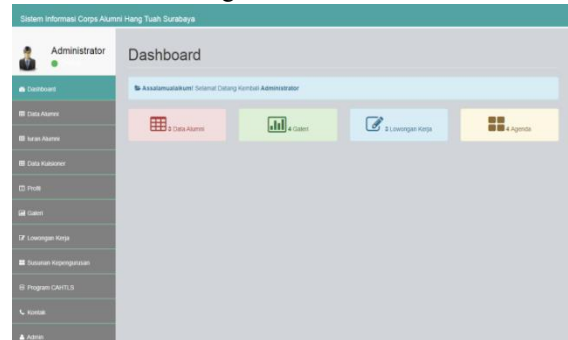 Sistem Informasi Corps Alumni Hang Tuah Surabaya
Administrator
Dashboard
Assalamualaikum! Selamat Datang Kembali Administrator
3 Data Alumni
4 Galeri
3 Lowongan Kerja
4 Agenda
Dashboard
Data Alumni
Iuran Alumni
Data Kuisioner
Profil
Galeri
Lowongan Kerja
Susunan Kepengurusan
Program CAHTLS
Kontak
Admin